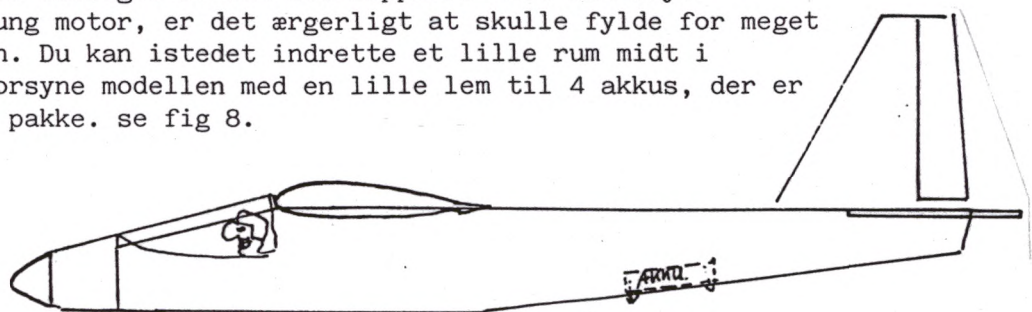 ung motor, er det ærgerligt at skulle fylde for meget
. Du kan istedet indrette et lille rum midt i
orsyne modellen med en lille lem til 4 akkus, der er
pakke. se fig 8.
AKKU.